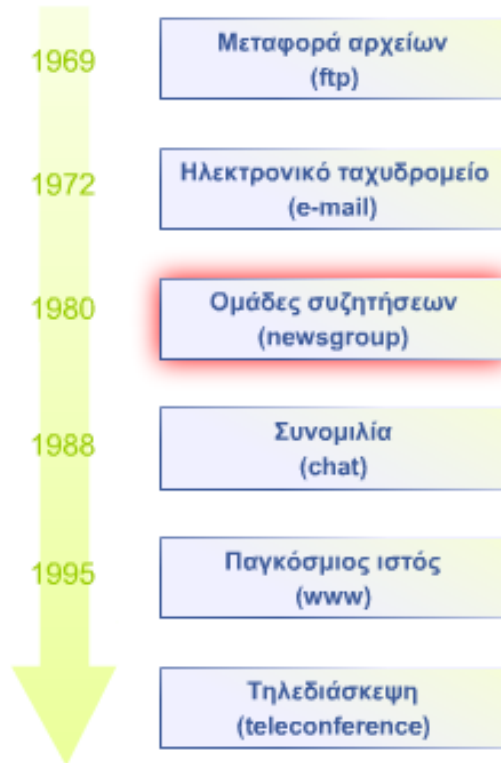 1969
Μεταφορά αρχείων
(ftp)
1972
Ηλεκτρονικό ταχυδρομείο
(e-mail)
1980
Ομάδες συζητήσεων
(newsgroup)
1988
Συνομιλία
(chat)
1995
Παγκόσμιος ιστός
(www)
Τηλεδιάσκεψη
(teleconference)